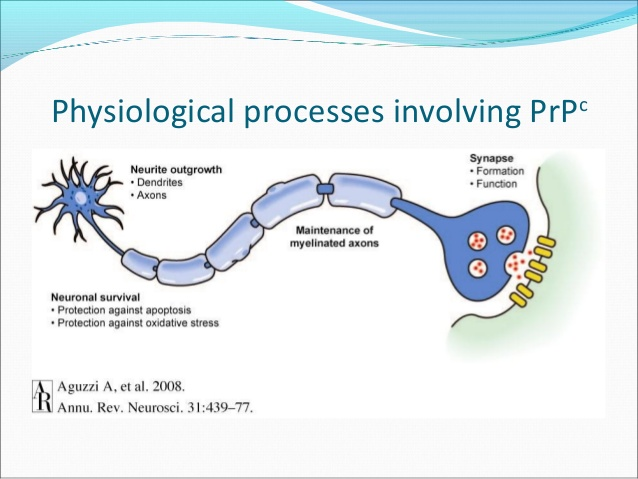 Physiological processes involving PrPᶜ
Neurite outgrowth
• Dendrites
• Axons
Synapse
• Formation
• Function
Maintenance of
myelinated axons
Neuronal survival
• Protection against apoptosis
• Protection against oxidative stress
AR
Aguzzi A, et al. 2008.
Annu. Rev. Neurosci. 31:439–77.